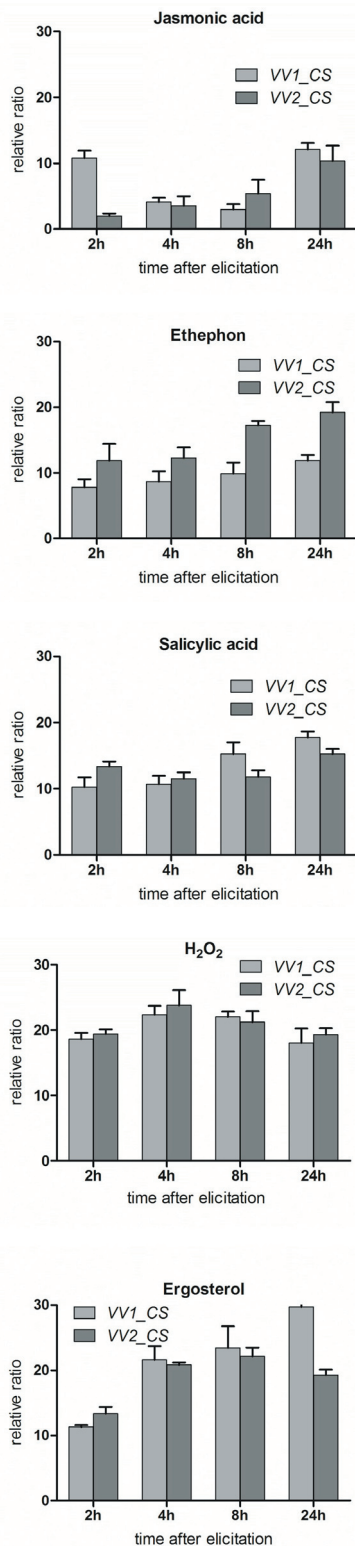 Jasmonic acid
VV1_CS
VV2_CS
relative ratio
30
20
10
0
2h 4h 8h 24h
time after elicitation
Ethephon
VV1_CS
VV2_CS
relative ratio
30
20
10
0
2h 4h 8h 24h
time after elicitation
Salicylic acid
VV1_CS
VV2_CS
relative ratio
30
20
10
0
2h 4h 8h 24h
time after elicitation
H₂O₂
VV1_CS
VV2_CS
relative ratio
30
20
10
0
2h 4h 8h 24h
time after elicitation
Ergosterol
VV1_CS
VV2_CS
relative ratio
30
20
10
0
2h 4h 8h 24h
time after elicitation